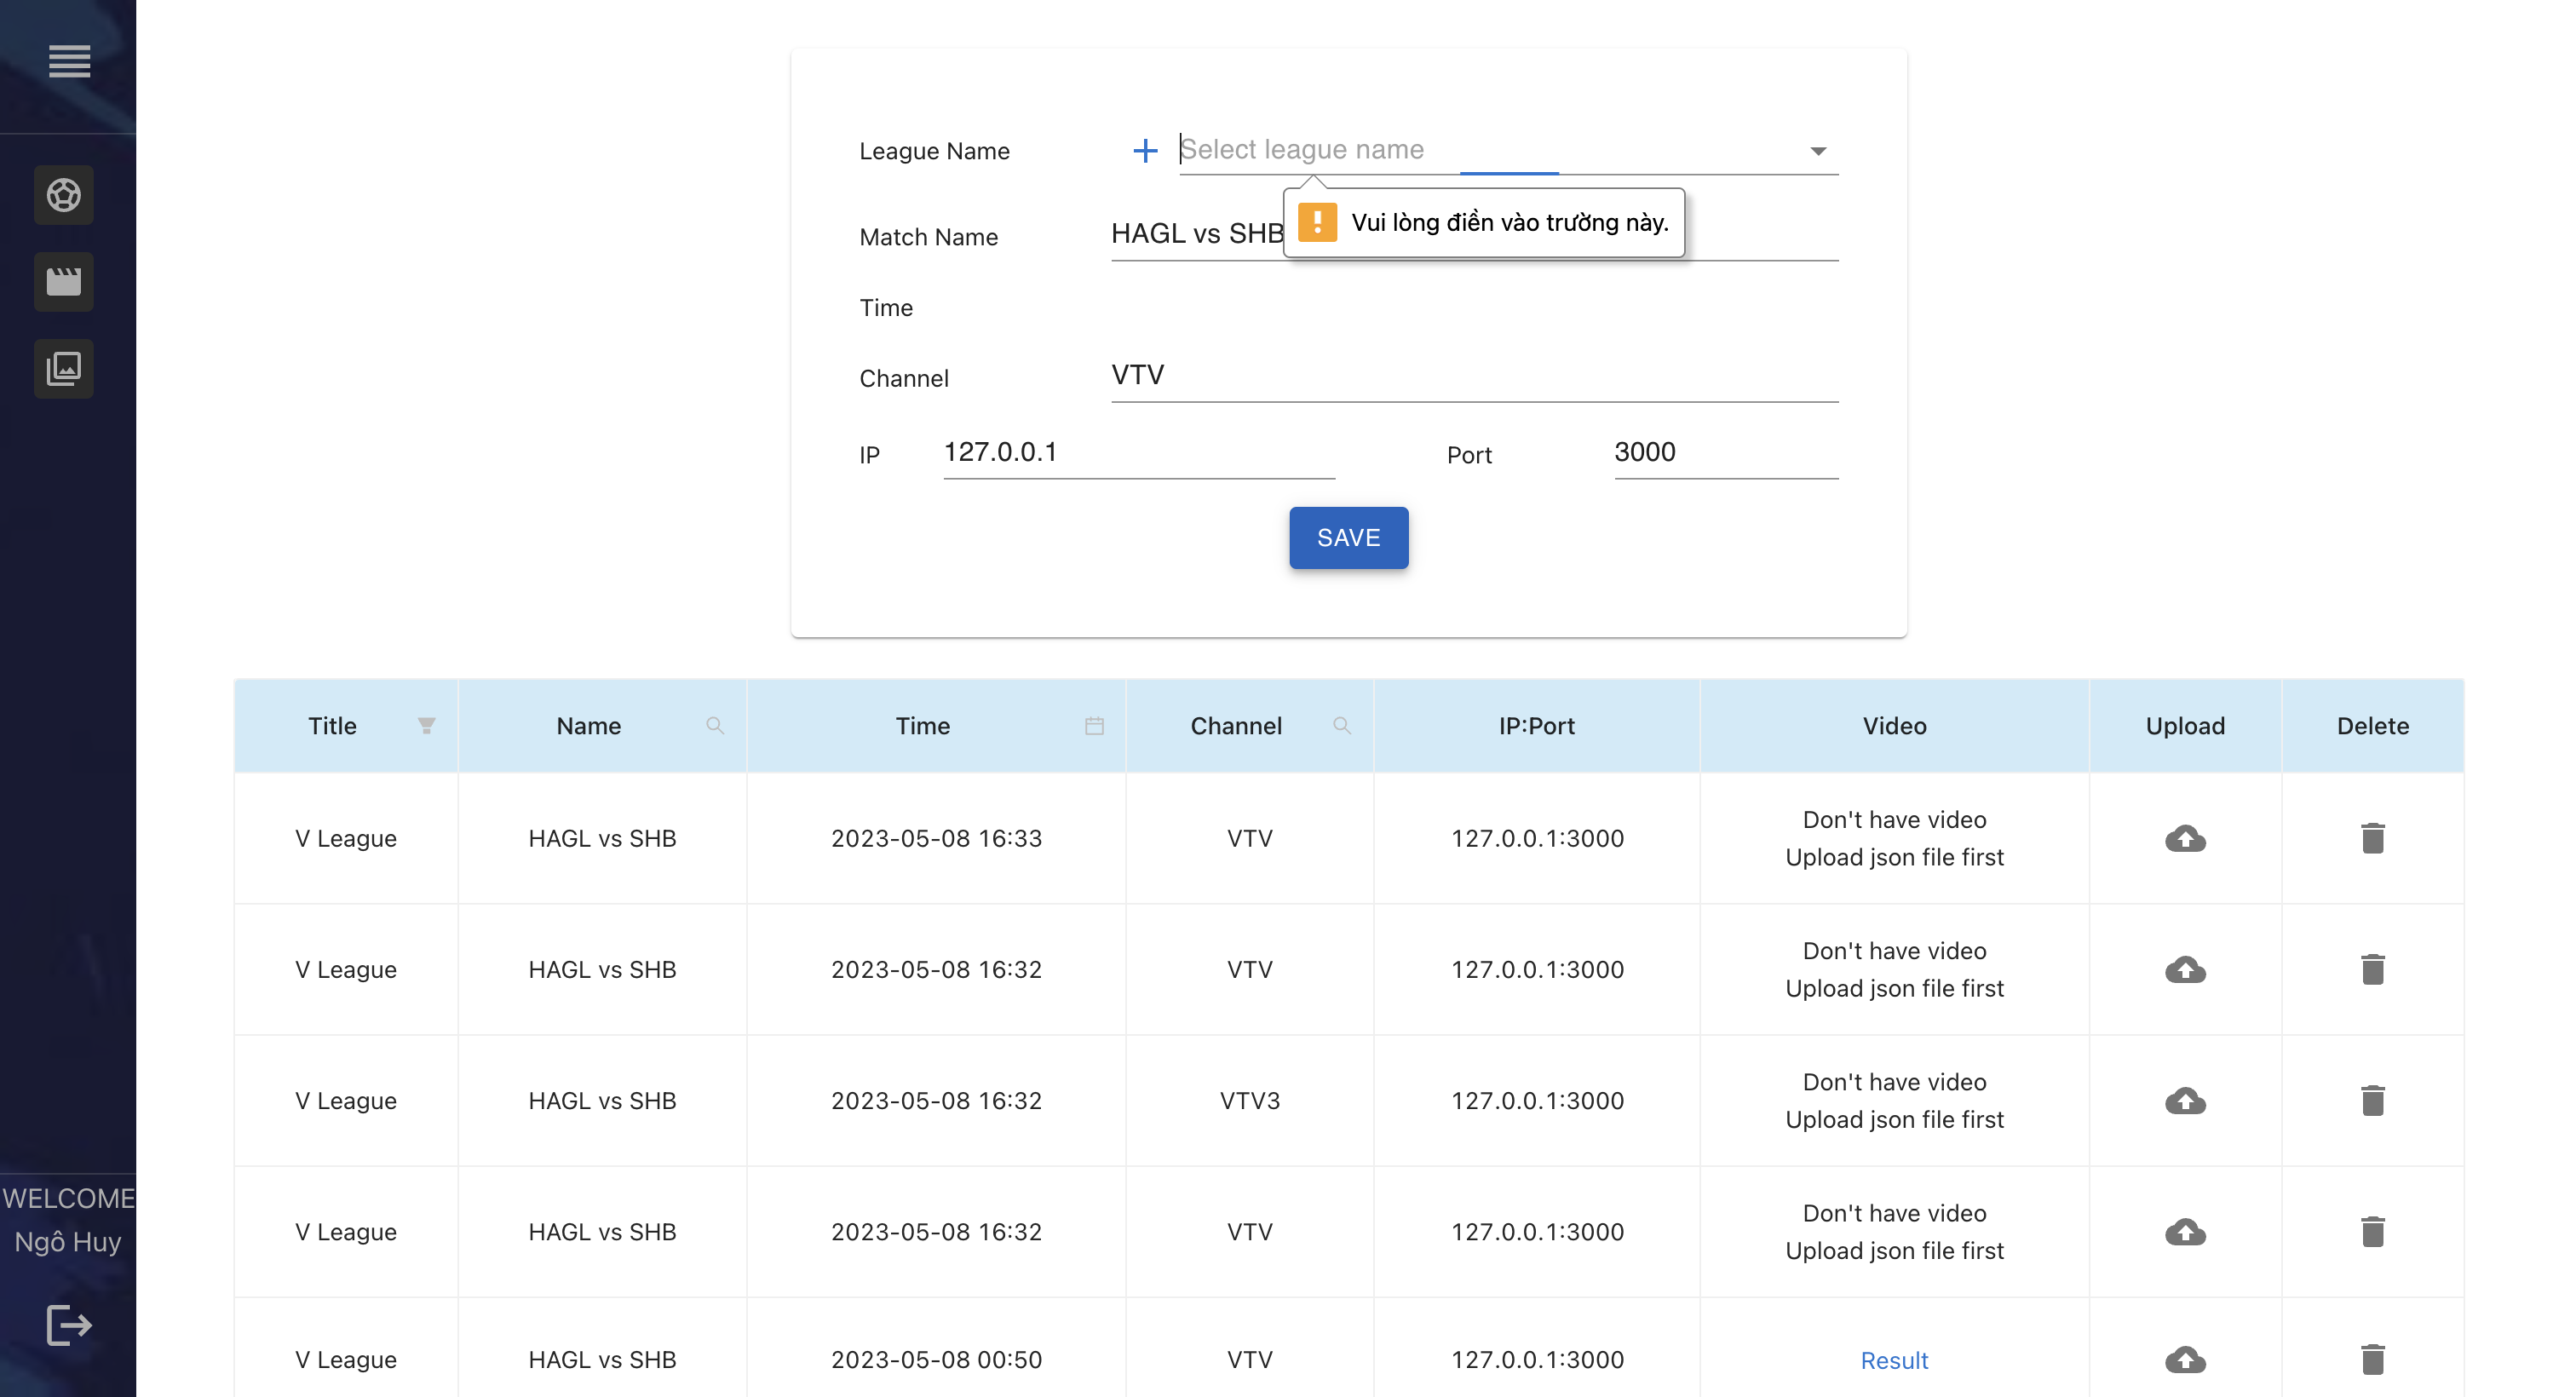 League Name
Select league name
Vui lòng điền vào trường này.
Match Name
HAGL vs SHB
Time
Channel
VTV
IP
127.0.0.1
Port
3000
SAVE
Title Name Time Channel IP:Port Video Upload Delete
V League HAGL vs SHB 2023-05-08 16:33 VTV 127.0.0.1:3000 Don't have video
Upload json file first
V League HAGL vs SHB 2023-05-08 16:32 VTV 127.0.0.1:3000 Don't have video
Upload json file first
V League HAGL vs SHB 2023-05-08 16:32 VTV3 127.0.0.1:3000 Don't have video
Upload json file first
V League HAGL vs SHB 2023-05-08 16:32 VTV 127.0.0.1:3000 Don't have video
Upload json file first
V League HAGL vs SHB 2023-05-08 00:50 VTV 127.0.0.1:3000 Result
WELCOME
Ngô Huy